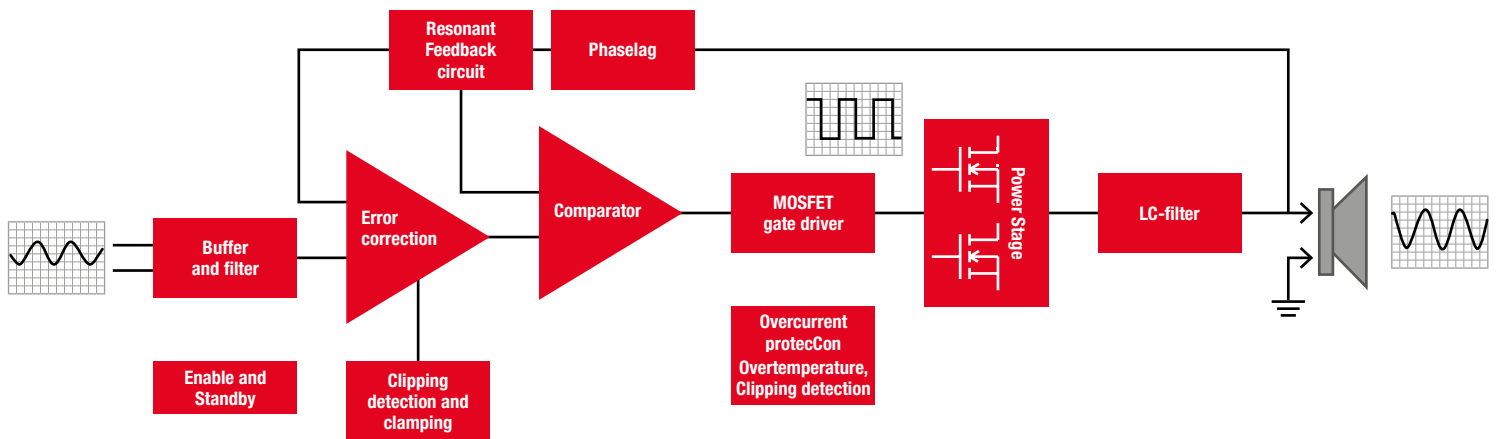 Resonant
Feedback
circuit
Phaselag
Error
correction
Comparator
Buffer
and filter
MOSFET
gate driver
Power Stage
LC-filter
Enable and
Standby
Clipping
detection and
clamping
Overcurrent
protecCon
Overtemperature,
Clipping detection